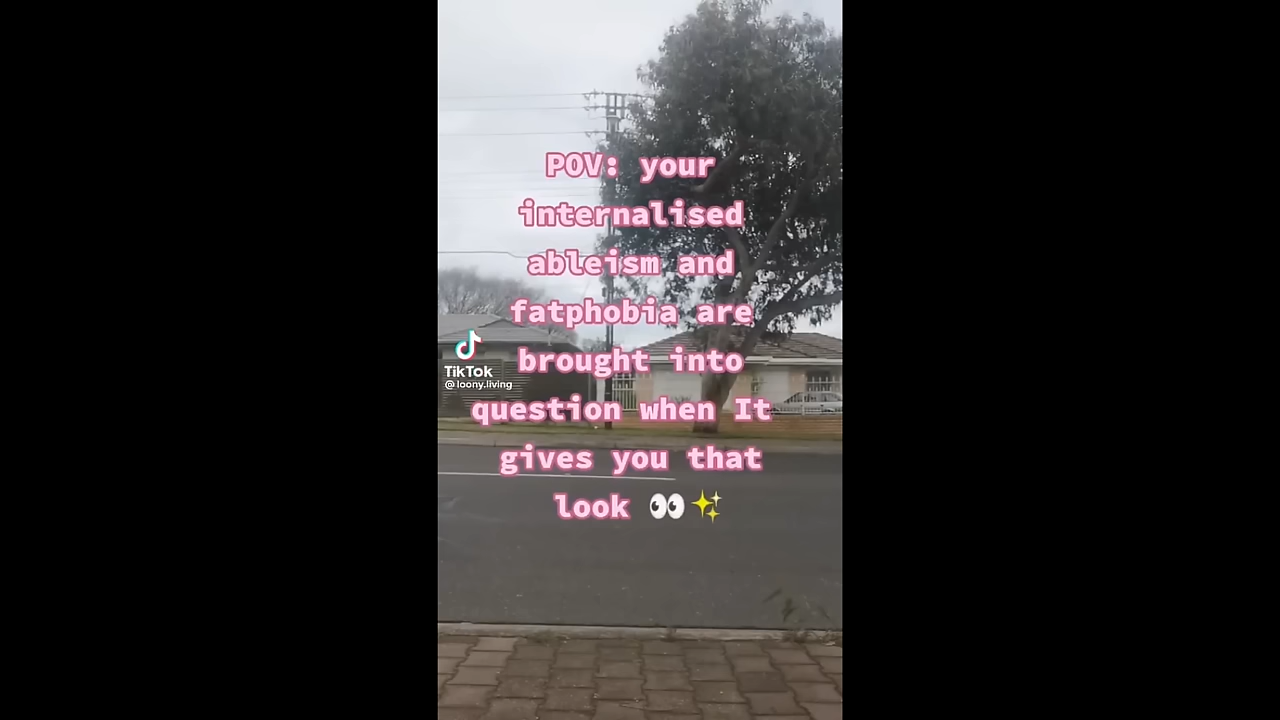 POV: your
internalised
ableism and
fatphobia are
brought into
question when It
gives you that
look 👀✨
TikTok
@loony.living